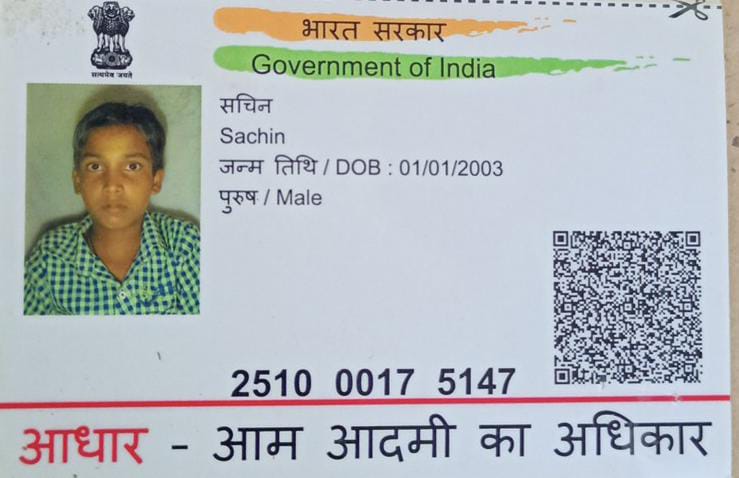 सत्यमेव जयते
भारत सरकार
Government of India
सचिन
Sachin
जन्म तिथि / DOB : 01/01/2003
पुरुष / Male
2510 0017 5147
आधार - आम आदमी का अधिकार